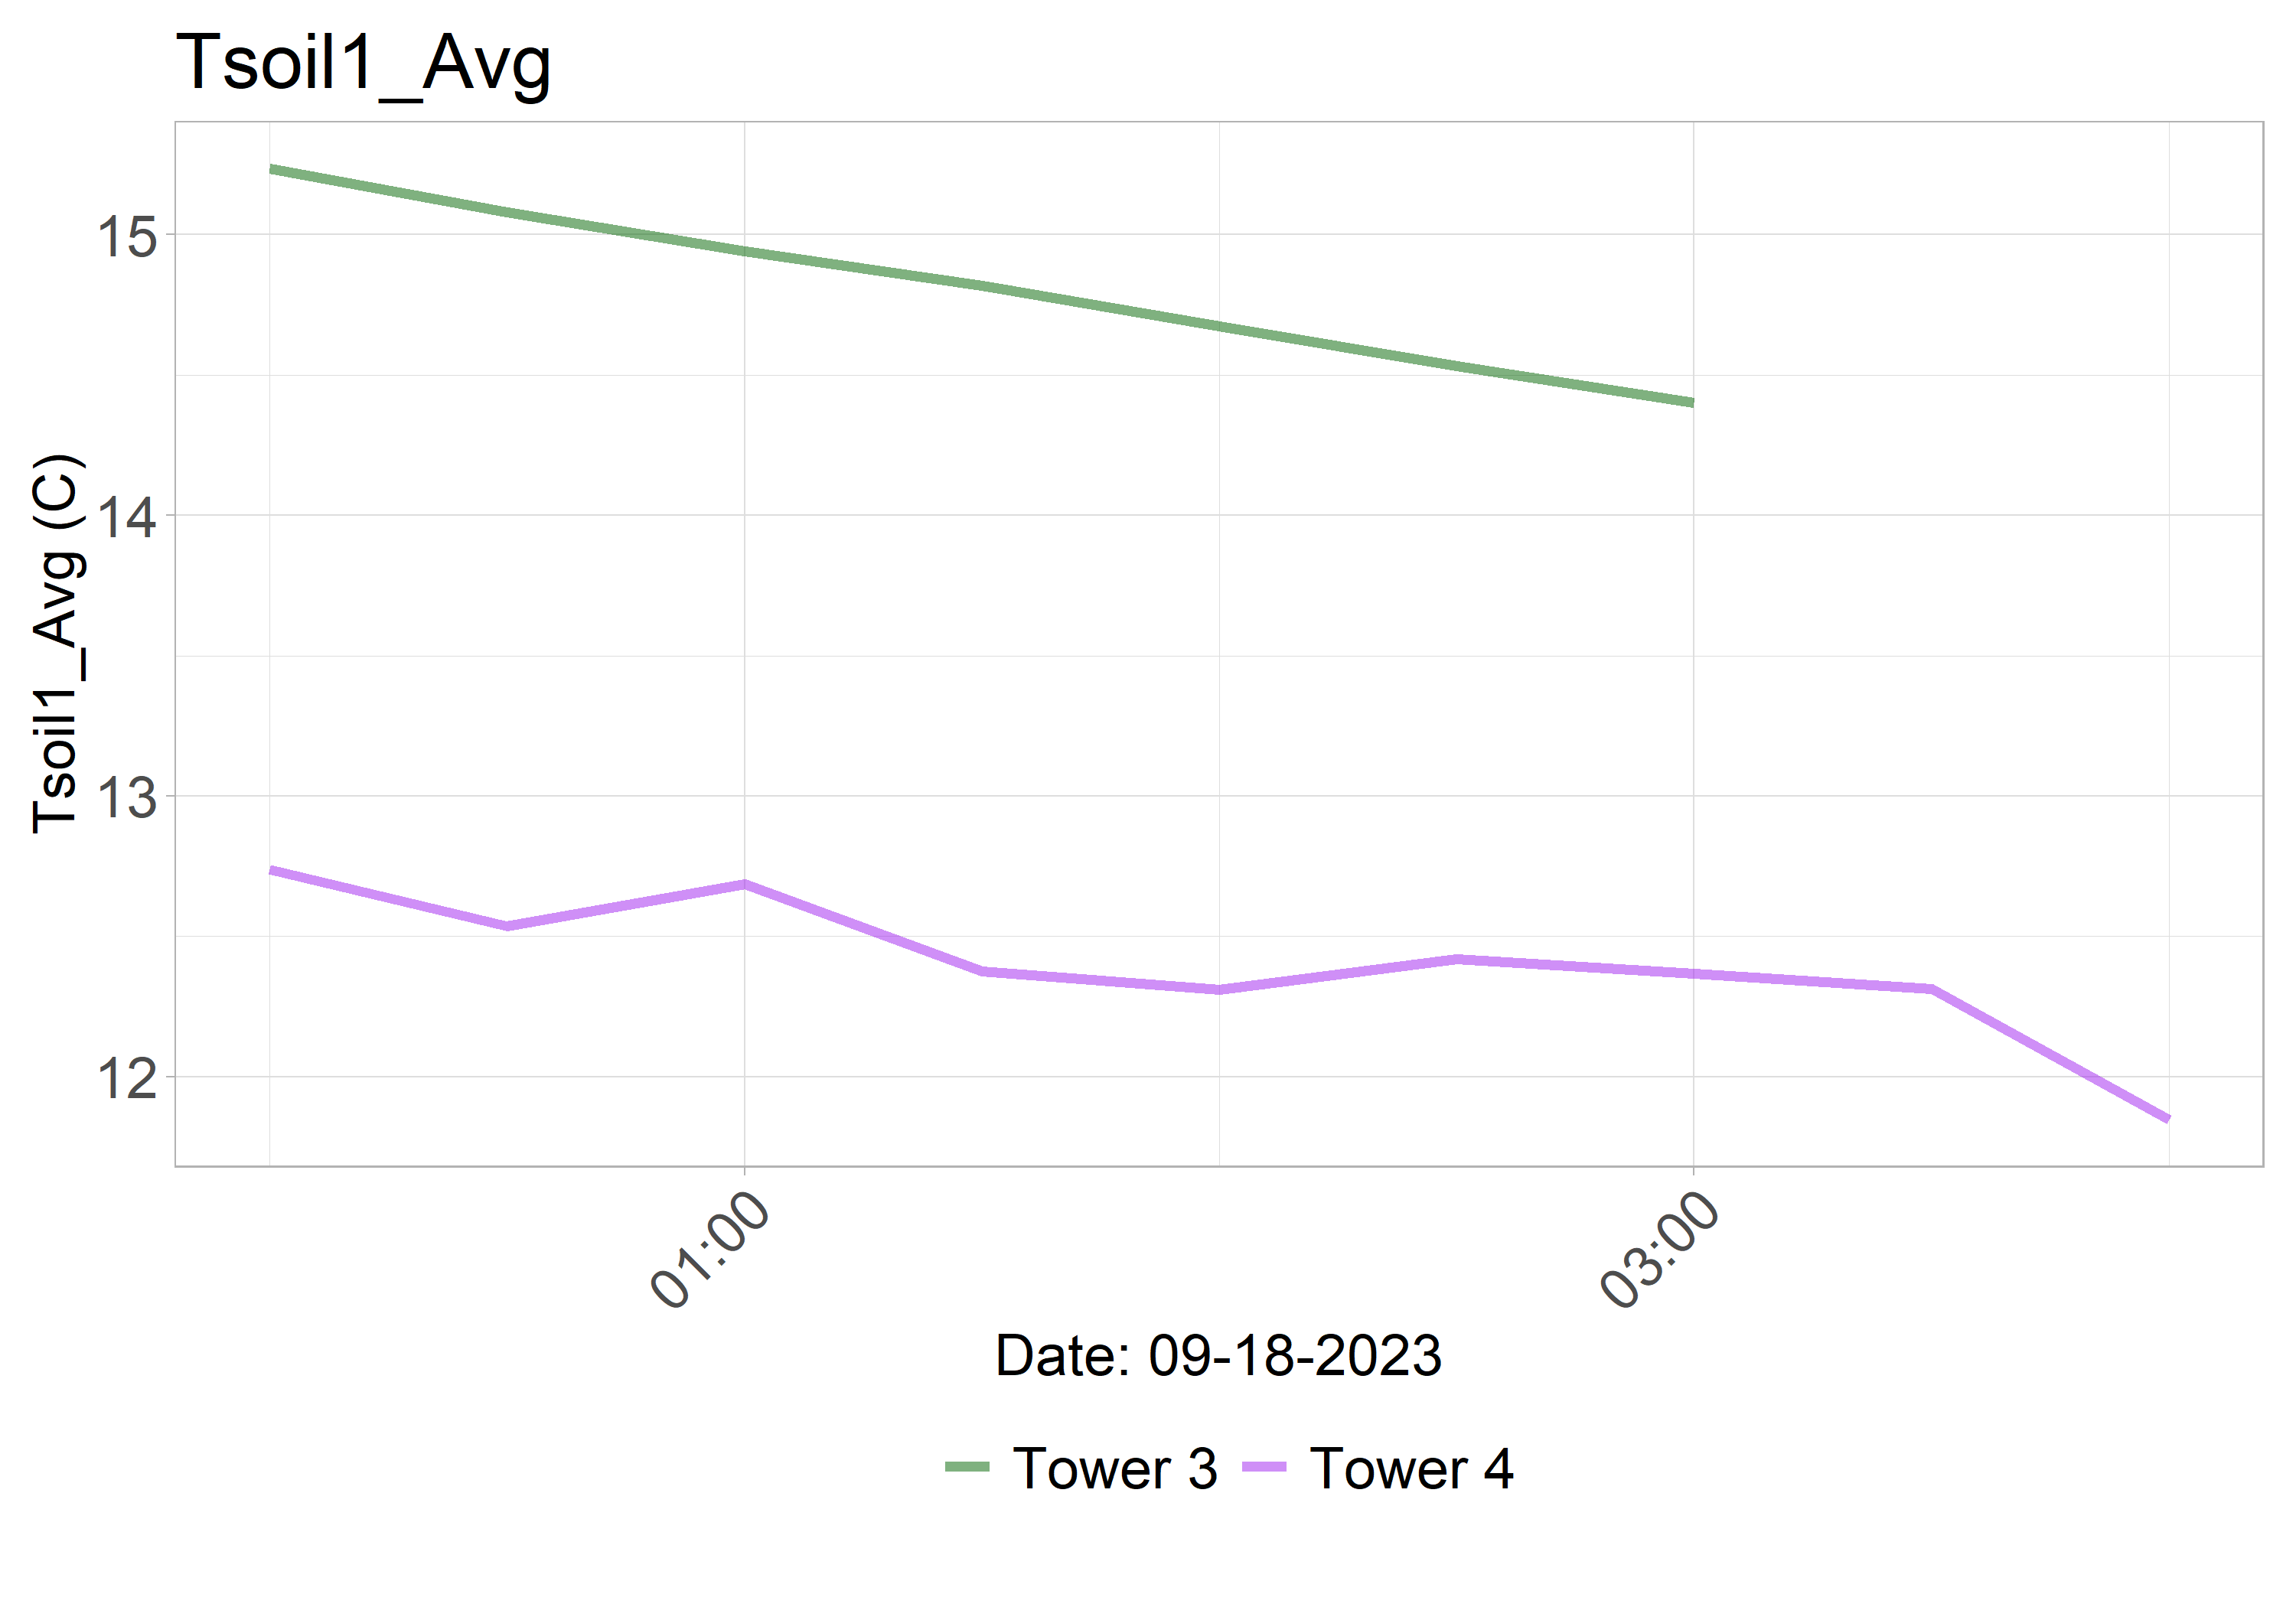 Tsoil1_Avg
Tsoil1_Avg (C)
15
14
13
12
01:00
03:00
Date: 09-18-2023
Tower 3
Tower 4